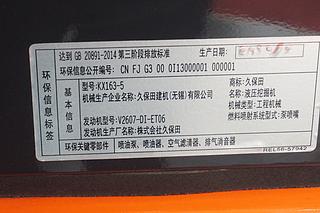 达到 GB 20891-2014 第三阶段排放标准 生产日期:
环保信息公开编号: CN FJ G3 00 0I13000001 000001
环保信息标签
基本信息
型号名称: KX163-5 商标: 久保田
机械生产企业名称: 久保田建机(无锡)有限公司 名称: 液压挖掘机
机械类型: 工程机械
发动机型号: V2607-DI-ET06 燃料喷射系统型式: 泵喷嘴
发动机生产企业名称: 株式会社久保田
环保关键零部件 喷油泵、喷油器、空气滤清器、排气消音器
REL56-57942